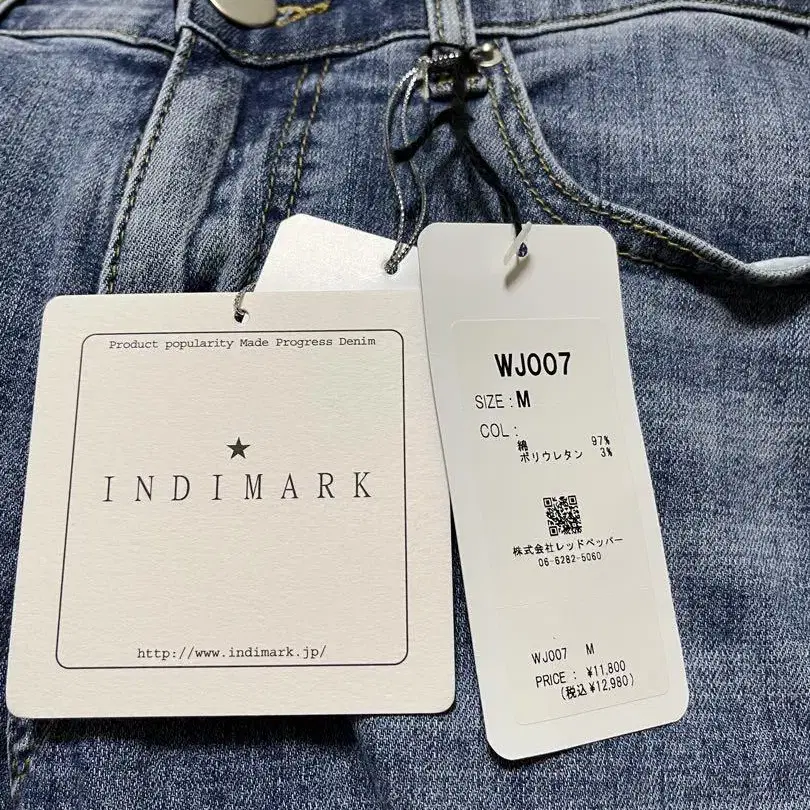 Product popularity Made Progress Denim
INDIMARK
http://www.indimark.jp/
WJ007
SIZE : M
COL :
綿 97%
ポリウレタン 3%
株式会社レッドペッパー
06-6282-5060
WJ007 M
PRICE : ¥11,800
(税込¥12,980)